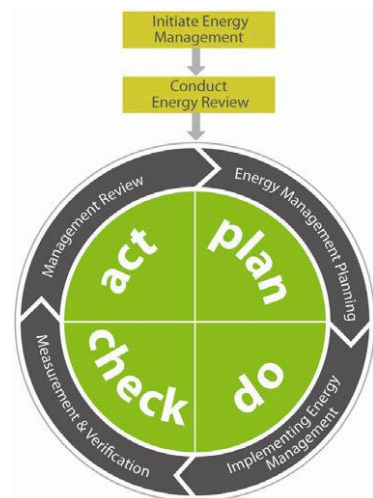 Initiate Energy
Management
Conduct
Energy Review
Management Review
Energy Management Planning
act
plan
check
do
Measurement & Verification
Implementing Energy
Management